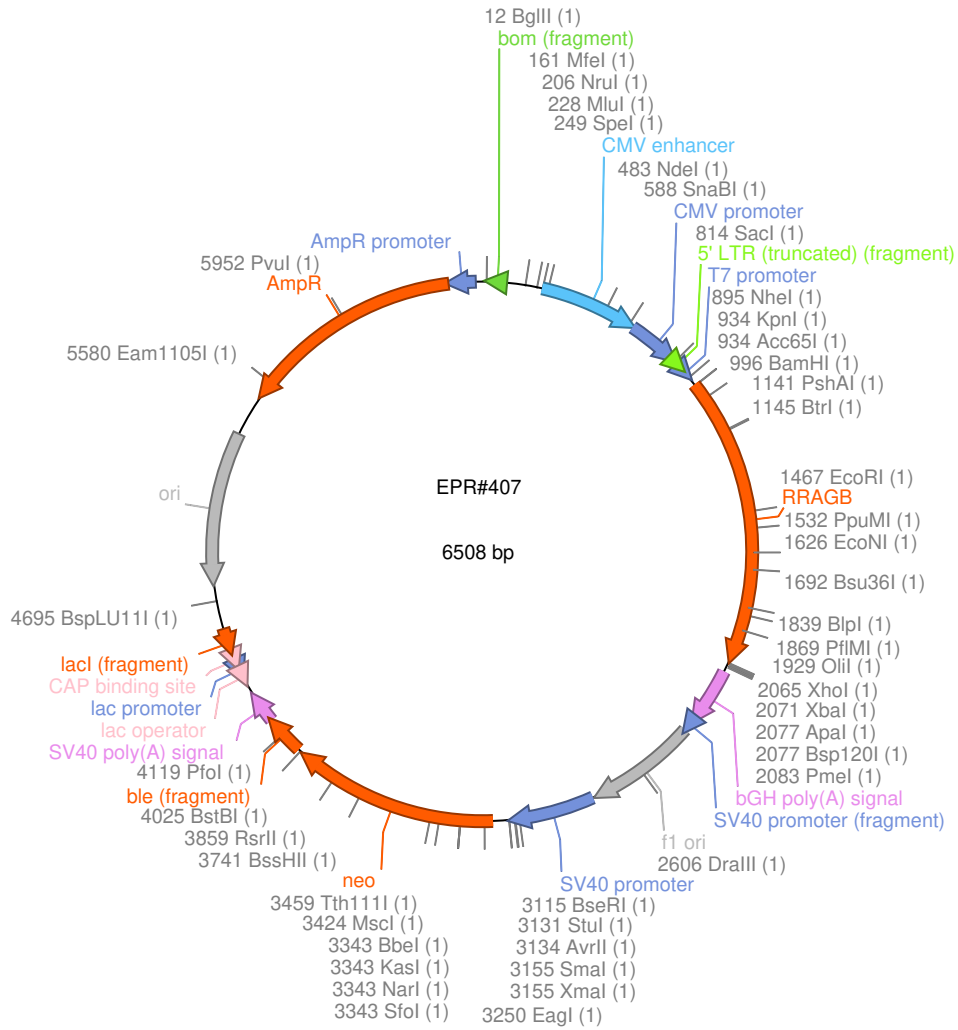 12 BglII (1)
bom (fragment)
161 MfeI (1)
206 NruI (1)
228 MluI (1)
249 SpeI (1)
CMV enhancer
483 NdeI (1)
588 SnaBI (1)
CMV promoter
814 SacI (1)
5' LTR (truncated) (fragment)
T7 promoter
895 NheI (1)
934 KpnI (1)
934 Acc65I (1)
996 BamHI (1)
1141 PshAI (1)
1145 BtrI (1)
1467 EcoRI (1)
RRAGB
1532 PpuMI (1)
1626 EcoNI (1)
1692 Bsu36I (1)
1839 BlpI (1)
1869 PflMI (1)
1929 OliI (1)
2065 XhoI (1)
2071 XbaI (1)
2077 ApaI (1)
2077 Bsp120I (1)
2083 PmeI (1)
bGH poly(A) signal
SV40 promoter (fragment)
f1 ori
2606 DraIII (1)
SV40 promoter
3115 BseRI (1)
3131 StuI (1)
3134 AvrII (1)
3155 SmaI (1)
3155 XmaI (1)
3250 EagI (1)
3343 SfoI (1)
3343 NarI (1)
3343 KasI (1)
3343 BbeI (1)
3424 MscI (1)
3459 Tth111I (1)
neo
3741 BssHII (1)
3859 RsrII (1)
4025 BstBI (1)
ble (fragment)
4119 PfoI (1)
SV40 poly(A) signal
lac operator
lac promoter
CAP binding site
lacI (fragment)
4695 BspLU11I (1)
ori
5580 Eam1105I (1)
AmpR
5952 PvuI (1)
AmpR promoter
EPR#407
6508 bp